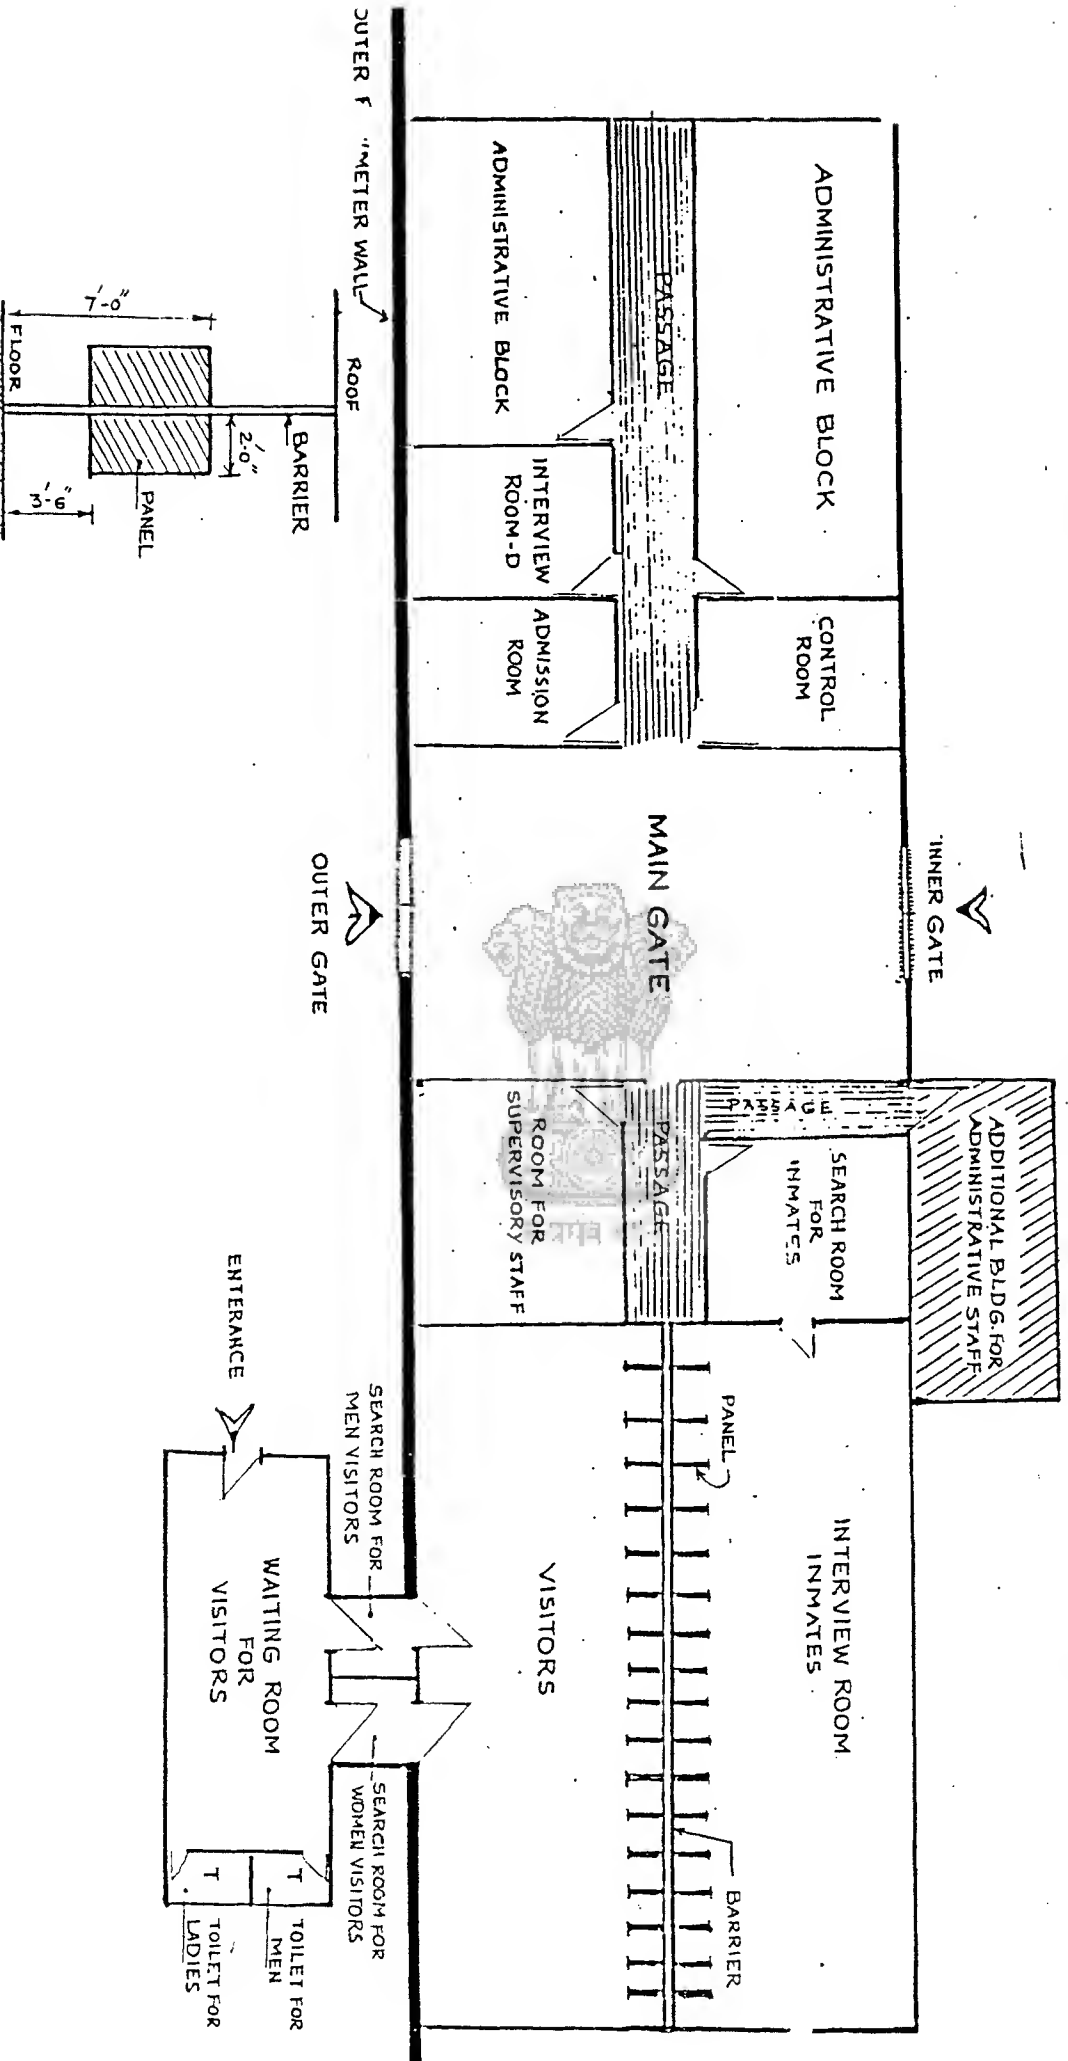 ADMINISTRATIVE BLOCK
CONTROL
ROOM
INNER GATE
ADDITIONAL BLDG. FOR
ADMINISTRATIVE STAFF
PASSAGE
PASSAGE
SEARCH ROOM
FOR
INMATES
INTERVIEW ROOM
INMATES
PANEL
BARRIER
ADMINISTRATIVE BLOCK
INTERVIEW
ROOM-D
ADMISSION
ROOM
MAIN GATE
PASSAGE
ROOM FOR
SUPERVISORY STAFF
VISITORS
WALL
OUTER GATE
ENTERANCE
SEARCH ROOM FOR
MEN VISITORS
SEARCH ROOM FOR
WOMEN VISITORS
WAITING ROOM
FOR
VISITORS
T
T
TOILET FOR
MEN
TOILET FOR
LADIES
ROOF
BARRIER
2'-0"
7'-0"
3'-6"
PANEL
FLOOR